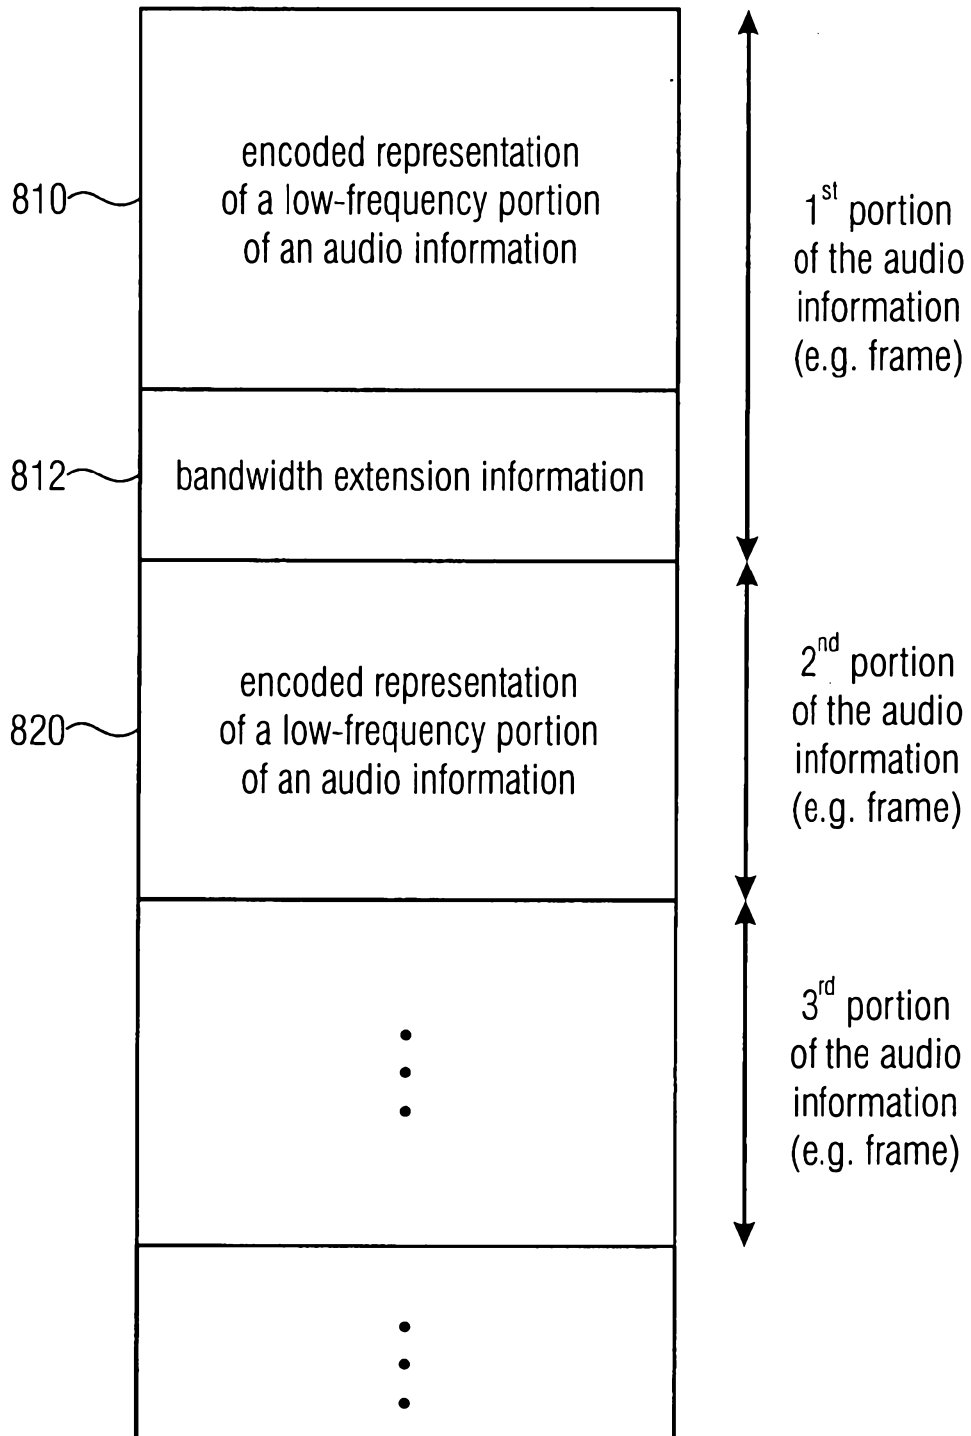 encoded representation
of a low-frequency portion
of an audio information
810
1st portion
of the audio
information
(e.g. frame)
812
bandwidth extension information
encoded representation
of a low-frequency portion
of an audio information
820
2nd portion
of the audio
information
(e.g. frame)
3rd portion
of the audio
information
(e.g. frame)